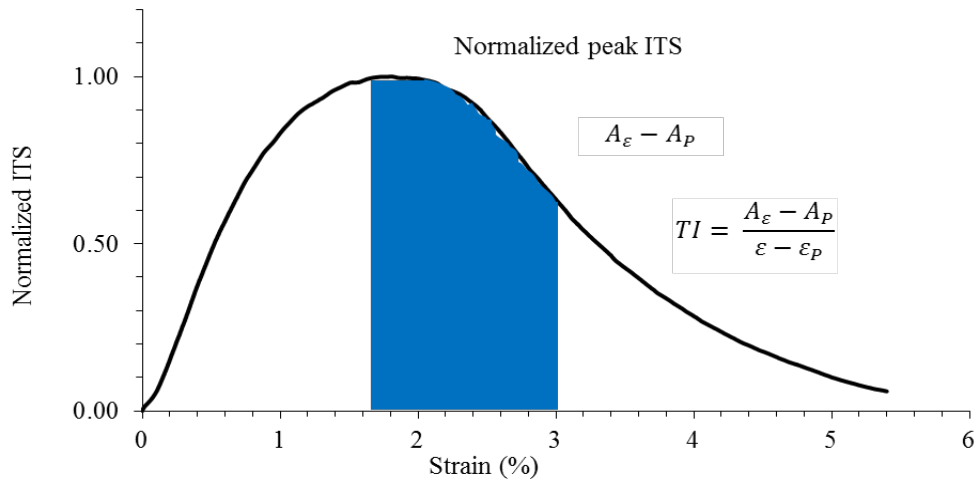 Normalized peak ITS
1.00
A_ε − A_P
TI = (A_ε − A_P) / (ε − ε_P)
Normalized ITS
0.50
0.00
0 1 2 3 4 5 6
Strain (%)